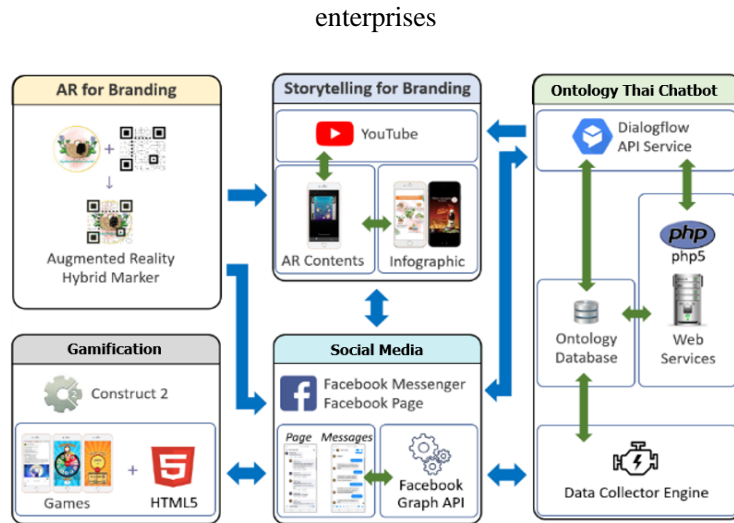 enterprises
AR for Branding
+
Augmented Reality
Hybrid Marker
Storytelling for Branding
YouTube
AR Contents
Infographic
Ontology Thai Chatbot
Dialogflow
API Service
php
php5
Ontology
Database
Web
Services
Data Collector Engine
Gamification
Construct 2
Games
+
HTML5
Social Media
Facebook Messenger
Facebook Page
Page
Messages
Facebook
Graph API